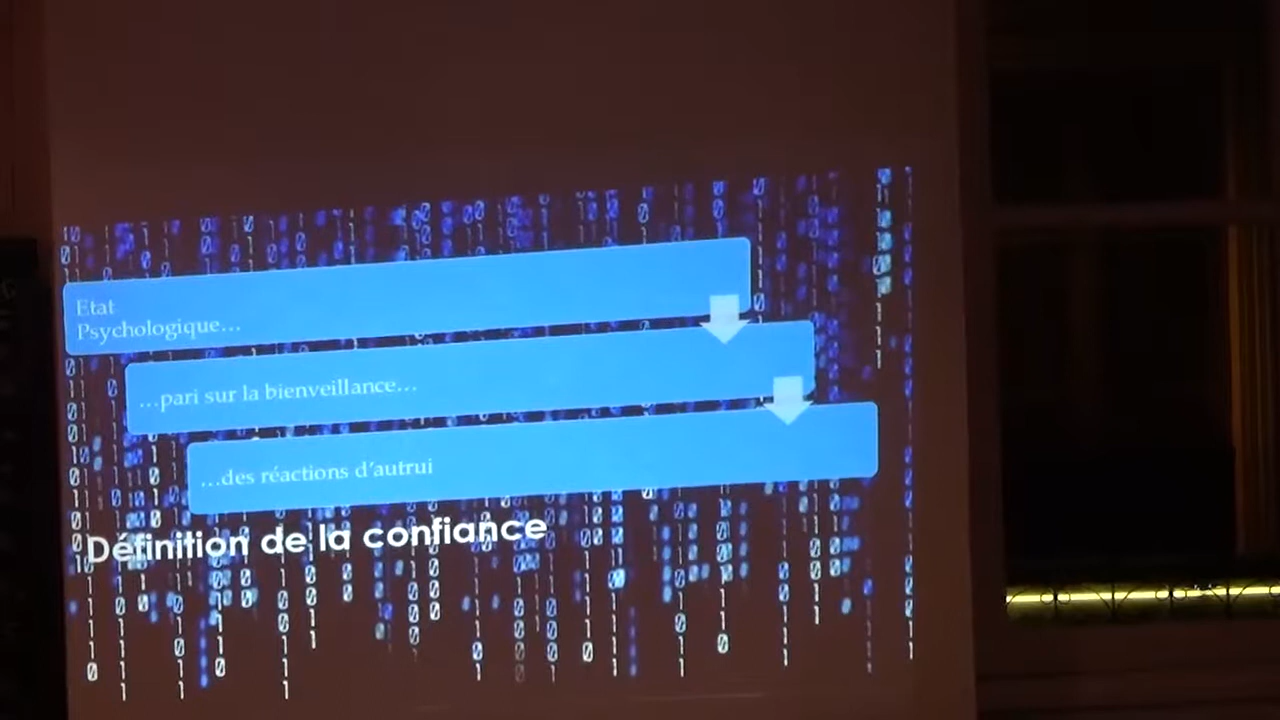 Etat
Psychologique…
…pari sur la bienveillance…
…des réactions d’autrui
Définition de la confiance